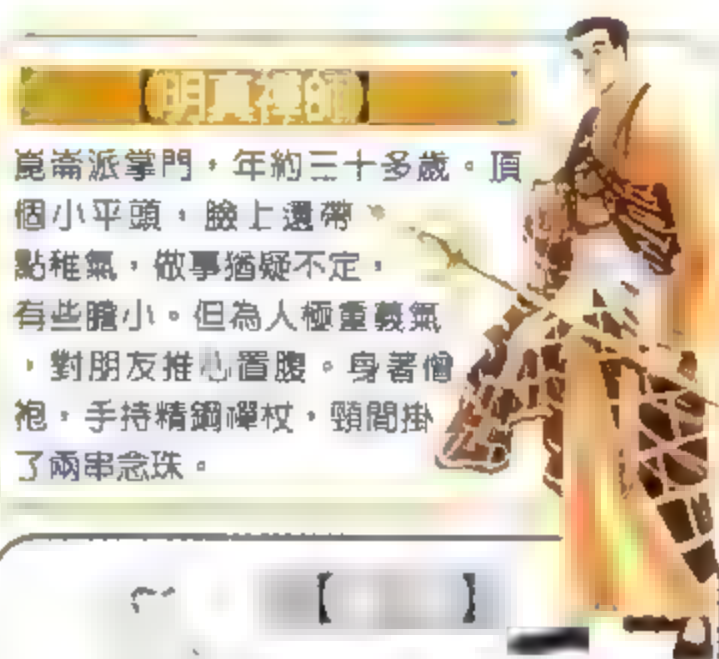 明真禪師
崑崙派掌門，年約三十多歲。頂
個小平頭，臉上還帶
點稚氣，做事猶疑不定，
有些膽小。但為人極重義氣
，對朋友推心置腹。身著僧
袍，手持精鋼禪杖，頸間掛
了兩串念珠。
【 】